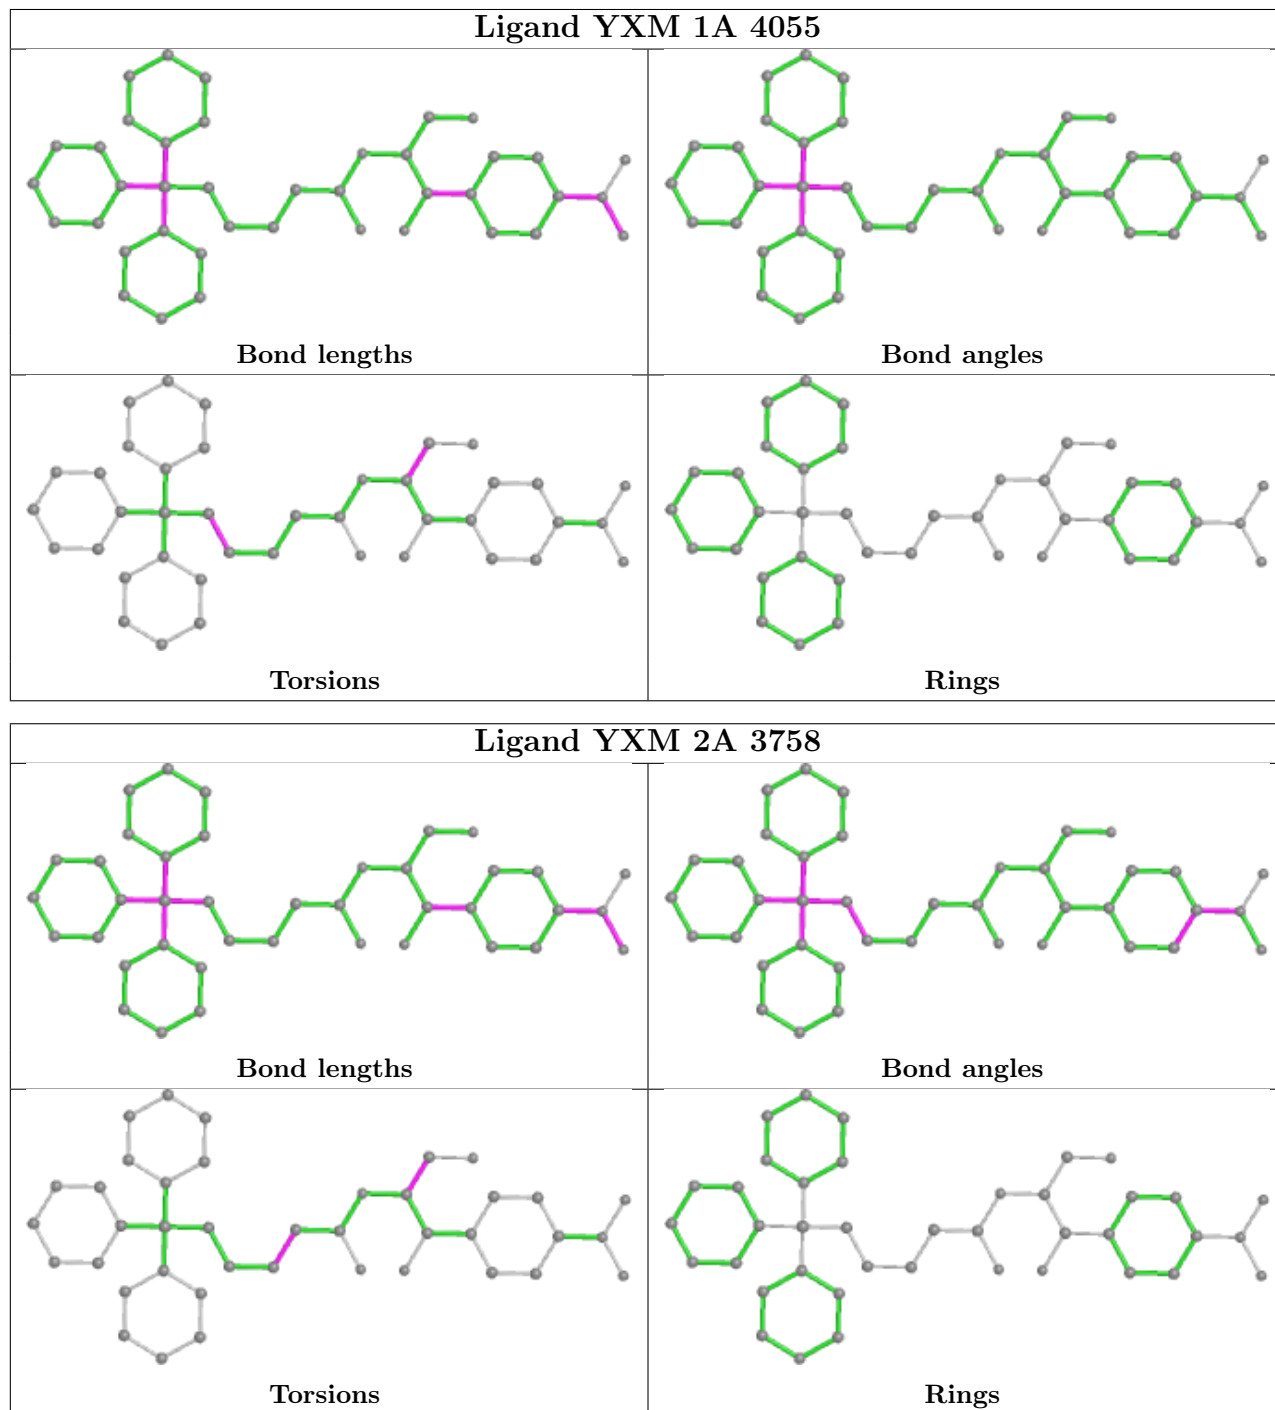 Ligand YXM 1A 4055
Bond lengths
Bond angles
Torsions
Rings
Ligand YXM 2A 3758
Bond lengths
Bond angles
Torsions
Rings